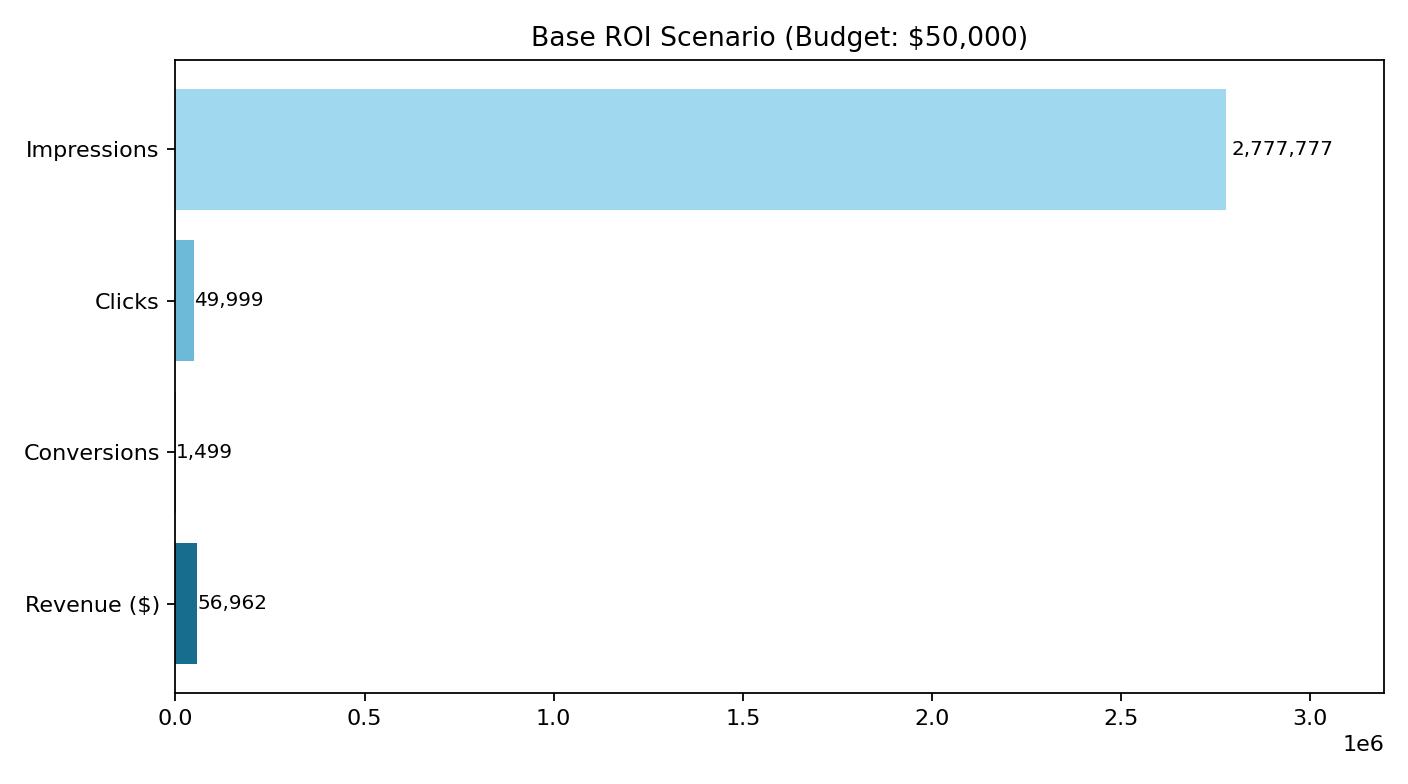 Base ROI Scenario (Budget: $50,000)
Impressions
2,777,777
Clicks
49,999
Conversions
1,499
Revenue ($)
56,962
0.0 0.5 1.0 1.5 2.0 2.5 3.0
1e6